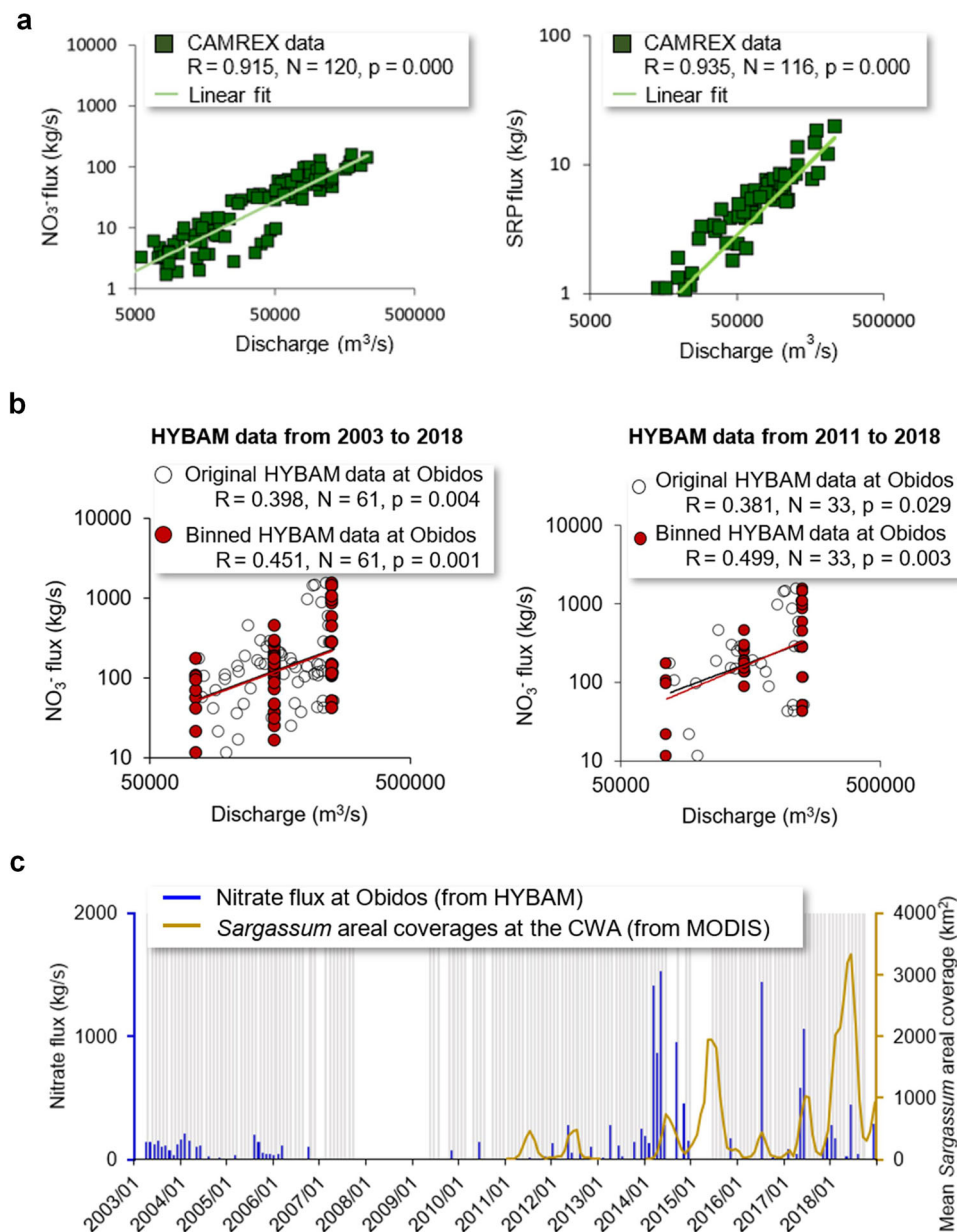 a
CAMREX data
R = 0.915, N = 120, p = 0.000
Linear fit
NO₃⁻ flux (kg/s)
10000
1000
100
10
1
5000 50000 500000
Discharge (m³/s)
CAMREX data
R = 0.935, N = 116, p = 0.000
Linear fit
SRP flux (kg/s)
100
10
1
5000 50000 500000
Discharge (m³/s)
b
HYBAM data from 2003 to 2018
Original HYBAM data at Obidos
R = 0.398, N = 61, p = 0.004
Binned HYBAM data at Obidos
R = 0.451, N = 61, p = 0.001
NO₃⁻ flux (kg/s)
10000
1000
100
10
50000 500000
Discharge (m³/s)
HYBAM data from 2011 to 2018
Original HYBAM data at Obidos
R = 0.381, N = 33, p = 0.029
Binned HYBAM data at Obidos
R = 0.499, N = 33, p = 0.003
NO₃⁻ flux (kg/s)
10000
1000
100
10
50000 500000
Discharge (m³/s)
c
Nitrate flux at Obidos (from HYBAM)
Sargassum areal coverages at the CWA (from MODIS)
Nitrate flux (kg/s)
2000
1000
0
4000
3000
2000
1000
0
Mean Sargassum areal coverage (km²)
2003/01
2004/01
2005/01
2006/01
2007/01
2008/01
2009/01
2010/01
2011/01
2012/01
2013/01
2014/01
2015/01
2016/01
2017/01
2018/01